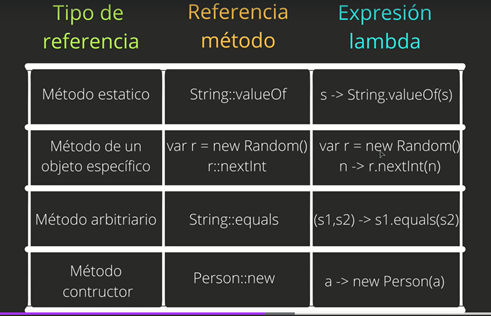 Tipo de referencia
Referencia método
Expresión lambda
Método estatico
String::valueOf
s -> String.valueOf(s)
Método de un objeto específico
var r = new Random()
r::nextInt
var r = new Random()
n -> r.nextInt(n)
Método arbitriario
String::equals
(s1,s2) -> s1.equals(s2)
Método contructor
Person::new
a -> new Person(a)